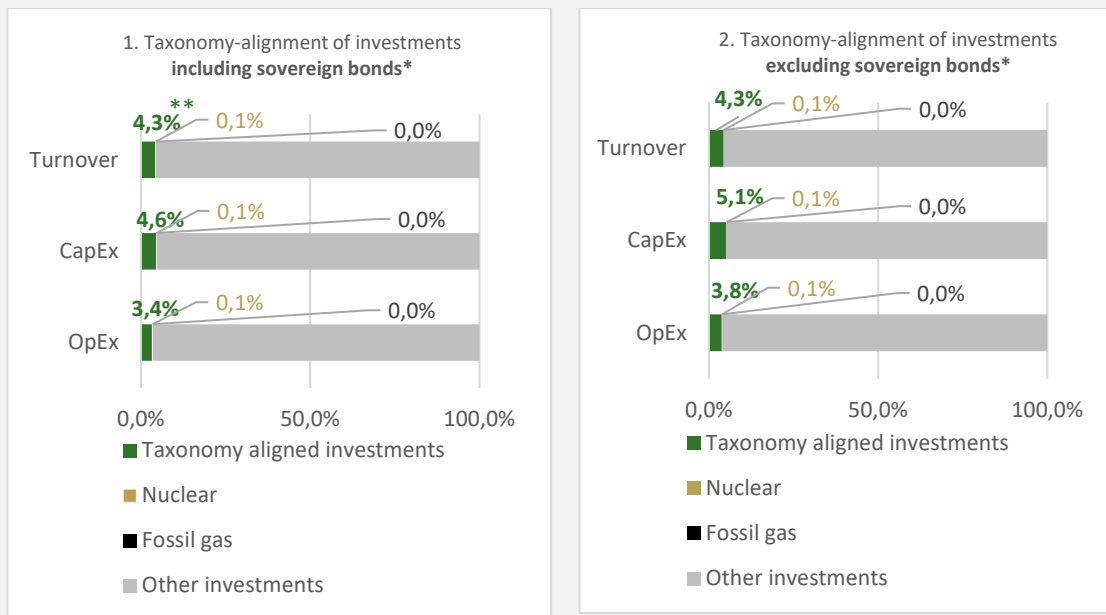 1. Taxonomy-alignment of investments
including sovereign bonds*
**
4,3%
0,1%
0,0%
Turnover
4,6%
0,1%
0,0%
CapEx
3,4%
0,1%
0,0%
OpEx
0,0%
50,0%
100,0%
Taxonomy aligned investments
Nuclear
Fossil gas
Other investments
2. Taxonomy-alignment of investments
excluding sovereign bonds*
4,3%
0,1%
0,0%
Turnover
5,1%
0,1%
0,0%
CapEx
3,8%
0,1%
0,0%
OpEx
0,0%
50,0%
100,0%
Taxonomy aligned investments
Nuclear
Fossil gas
Other investments